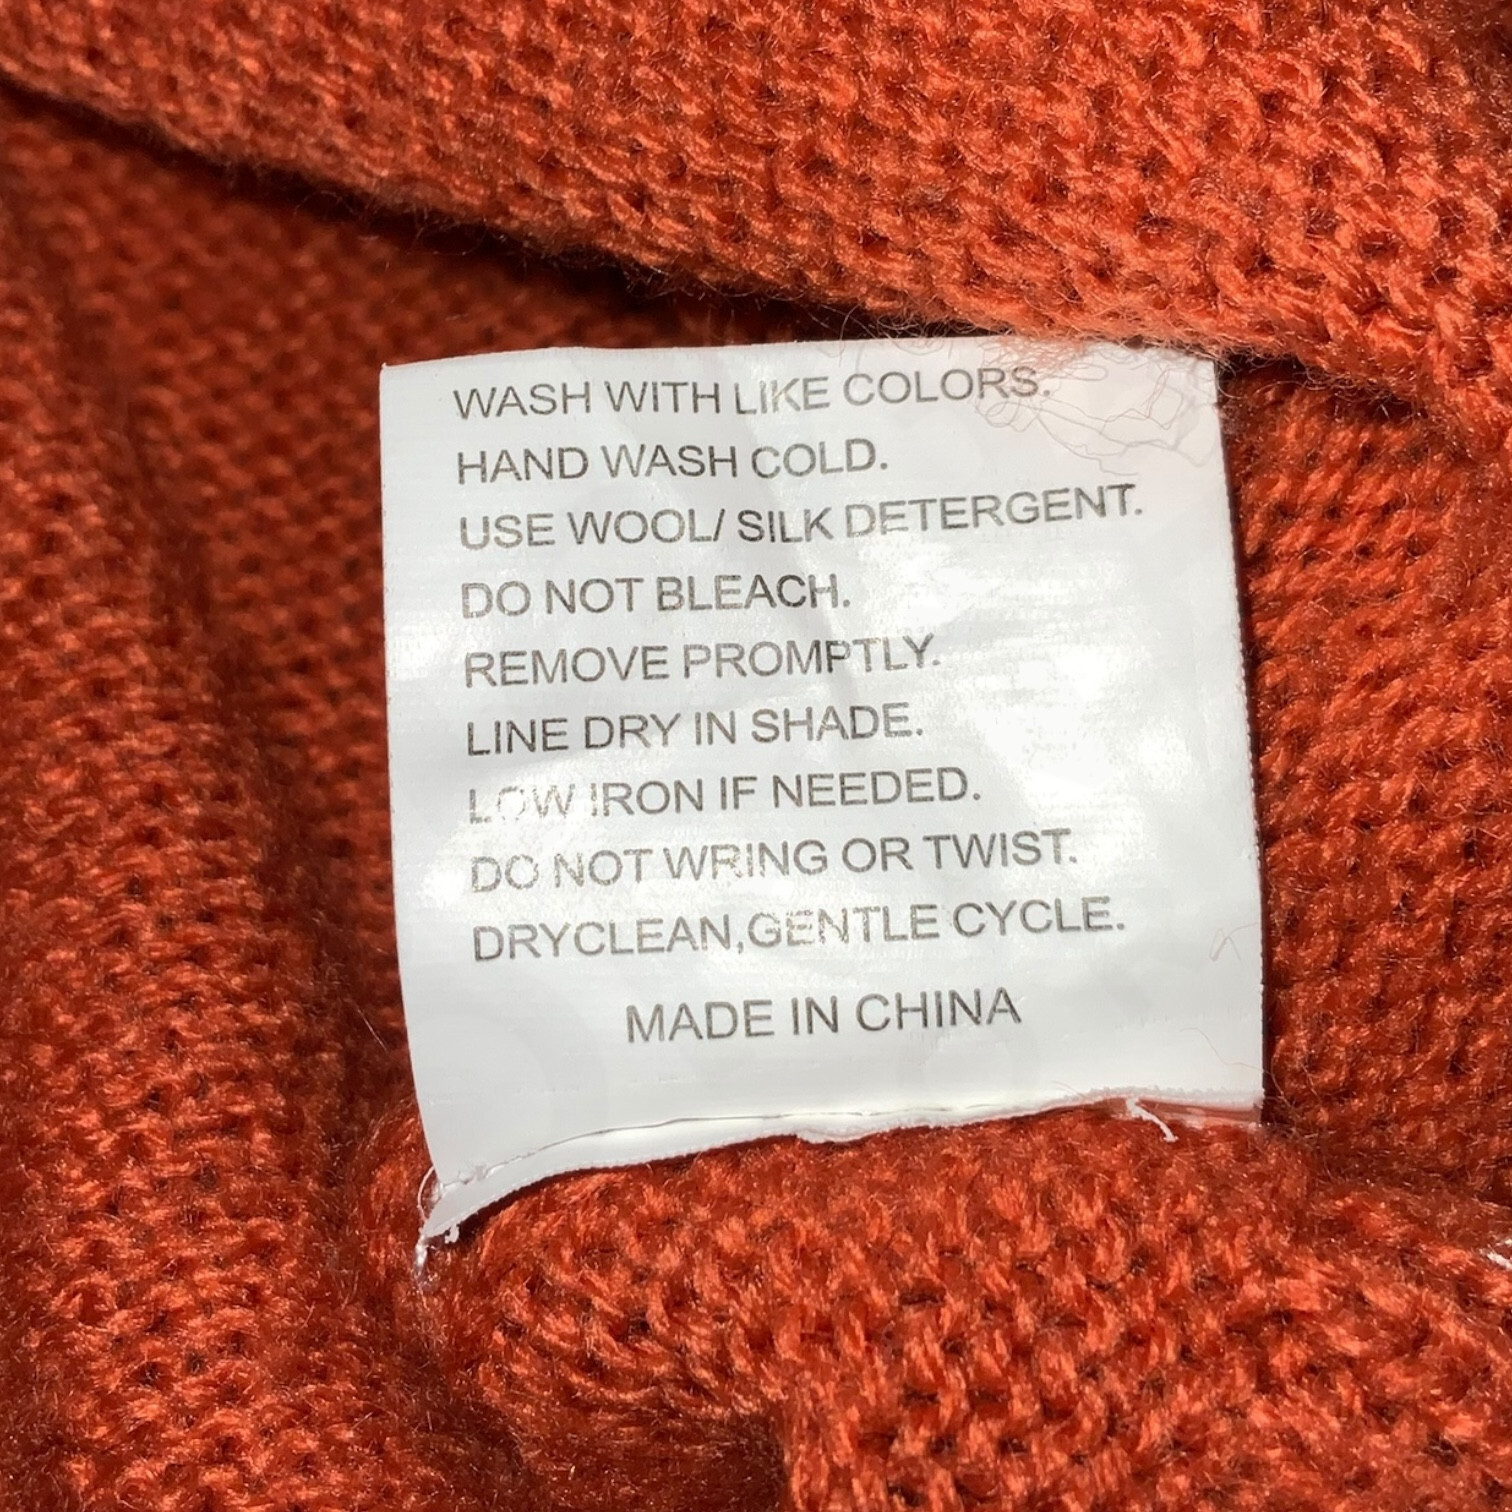 WASH WITH LIKE COLORS.
HAND WASH COLD.
USE WOOL/ SILK DETERGENT.
DO NOT BLEACH.
REMOVE PROMPTLY.
LINE DRY IN SHADE.
LOW IRON IF NEEDED.
DO NOT WRING OR TWIST.
DRYCLEAN,GENTLE CYCLE.
MADE IN CHINA